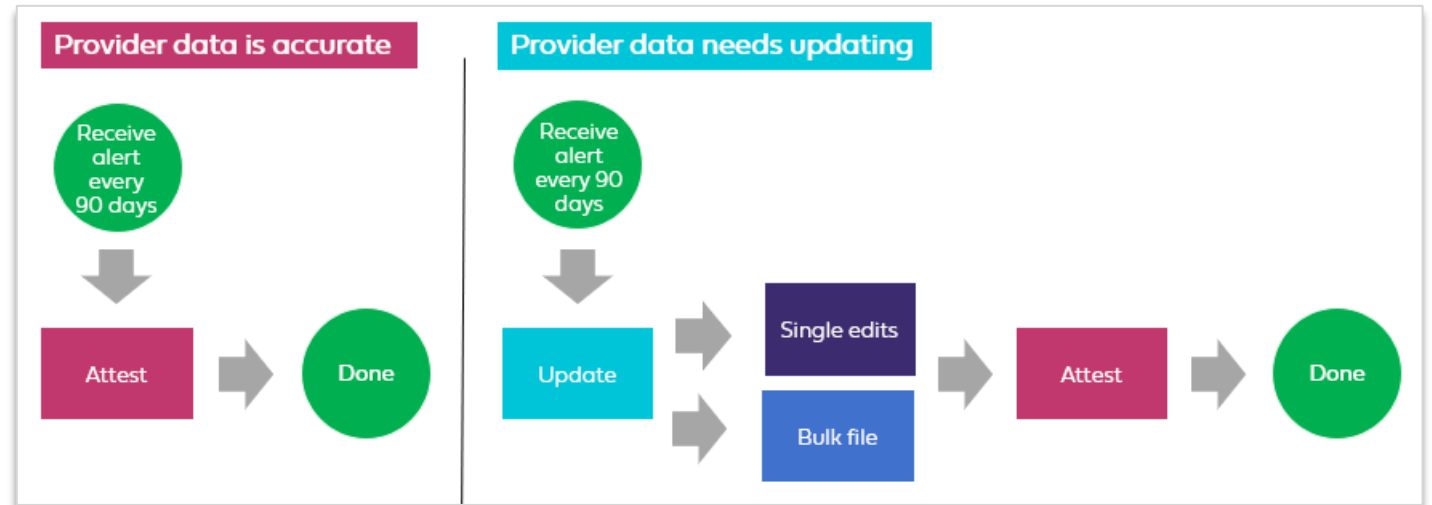 Provider data is accurate
Receive
alert
every
90 days
Attest
Done
Provider data needs updating
Receive
alert
every 90
days
Update
Single edits
Bulk file
Attest
Done